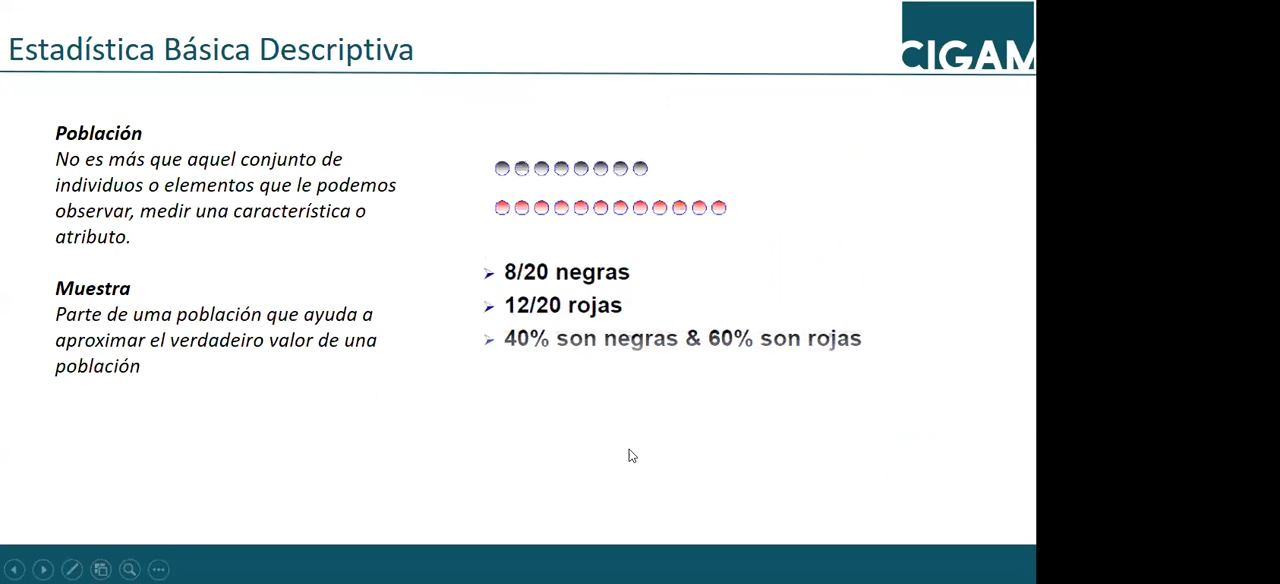 Estadística Básica Descriptiva
CIGAM
Población
No es más que aquel conjunto de
individuos o elementos que le podemos
observar, medir una característica o
atributo.
Muestra
Parte de uma población que ayuda a
aproximar el verdadeiro valor de una
población
8/20 negras
12/20 rojas
40% son negras & 60% son rojas